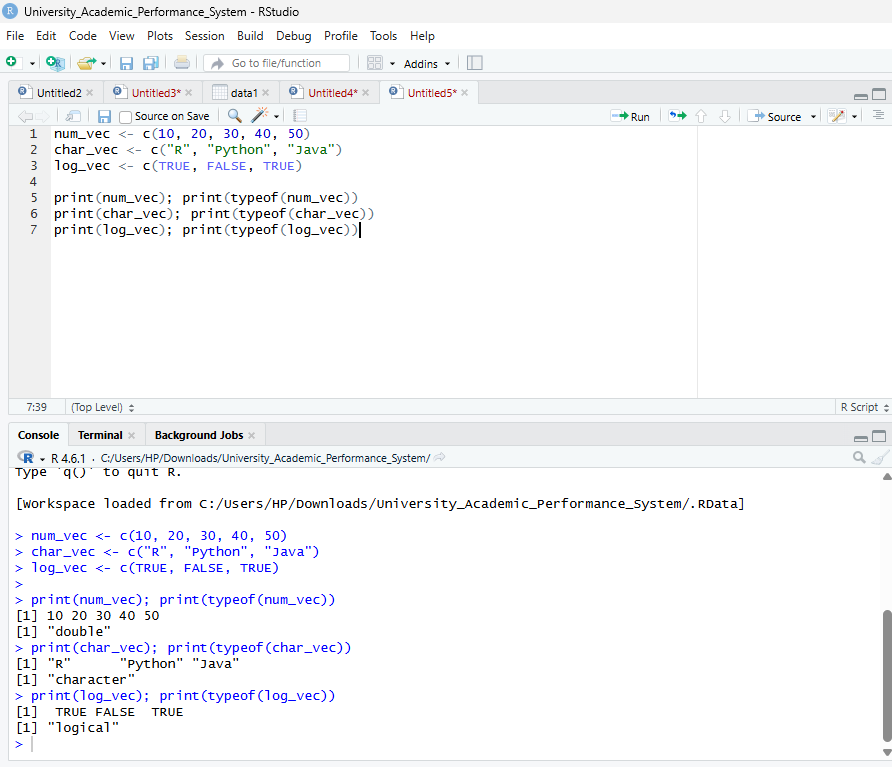 University_Academic_Performance_System - RStudio
File Edit Code View Plots Session Build Debug Profile Tools Help
Go to file/function Addins
Untitled2 Untitled3* data1 Untitled4* Untitled5*
Source on Save Run Source
1 num_vec <- c(10, 20, 30, 40, 50)
2 char_vec <- c("R", "Python", "Java")
3 log_vec <- c(TRUE, FALSE, TRUE)
4
5 print(num_vec); print(typeof(num_vec))
6 print(char_vec); print(typeof(char_vec))
7 print(log_vec); print(typeof(log_vec))
7:39 (Top Level) R Script
Console Terminal Background Jobs
R 4.6.1 · C:/Users/HP/Downloads/University_Academic_Performance_System/
Type 'q()' to quit R.
[Workspace loaded from C:/Users/HP/Downloads/University_Academic_Performance_System/.RData]
> num_vec <- c(10, 20, 30, 40, 50)
> char_vec <- c("R", "Python", "Java")
> log_vec <- c(TRUE, FALSE, TRUE)
>
> print(num_vec); print(typeof(num_vec))
[1] 10 20 30 40 50
[1] "double"
> print(char_vec); print(typeof(char_vec))
[1] "R"      "Python" "Java"
[1] "character"
> print(log_vec); print(typeof(log_vec))
[1]  TRUE FALSE  TRUE
[1] "logical"
>